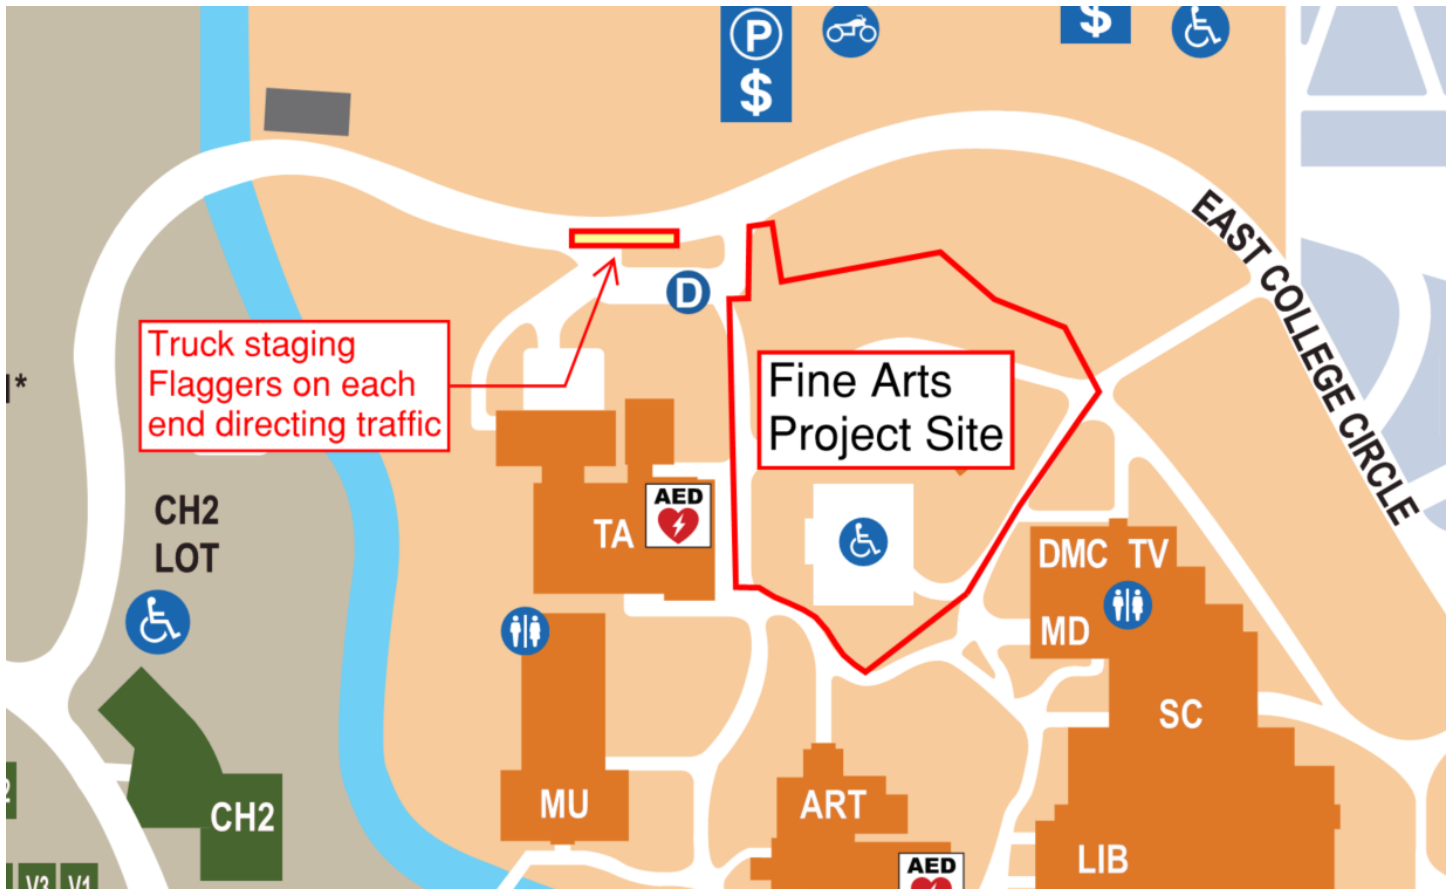 P
$
$
EAST COLLEGE CIRCLE
D
Truck staging
Flaggers on each
end directing traffic
Fine Arts
Project Site
CH2
LOT
AED
TA
DMC TV
MD
SC
MU
ART
CH2
LIB
AED
V3
V1